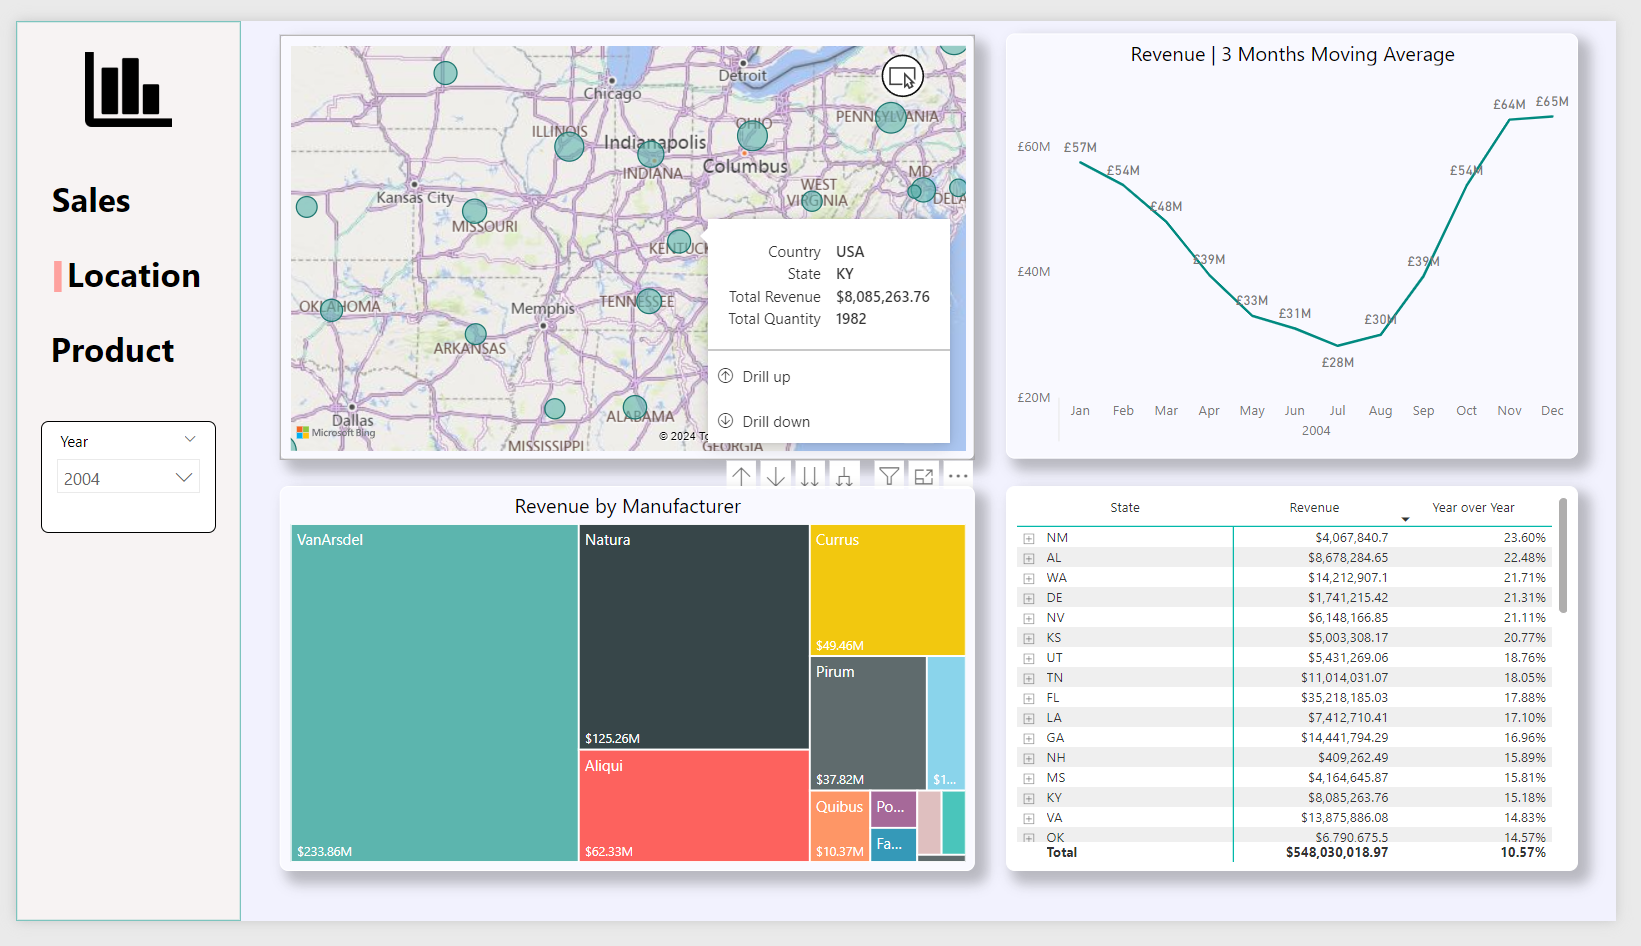 Sales
Location
Product
Year
2004
Detroit
Chicago
PENNSYLVANIA
OHIO
ILLINOIS
Indianapolis
Columbus
INDIANA
MD
WEST
VIRGINIA
DELA
Kansas City
MISSOURI
KENTUCK
OKLAHOMA
Memphis
TENNESSEE
ARKANSAS
Dallas
ALABAMA
MISSISSIPPI
GEORGIA
Microsoft Bing
© 2024 To
Country USA
State KY
Total Revenue $8,085,263.76
Total Quantity 1982
Drill up
Drill down
Revenue | 3 Months Moving Average
£60M
£40M
£20M
£57M
£54M
£48M
£39M
£33M
£31M
£28M
£30M
£39M
£54M
£64M
£65M
Jan Feb Mar Apr May Jun Jul Aug Sep Oct Nov Dec
2004
Revenue by Manufacturer
VanArsdel
$233.86M
Natura
$125.26M
Aliqui
$62.33M
Currus
$49.46M
Pirum
$37.82M
$1...
Quibus
$10.37M
Po...
Fa...
State Revenue Year over Year
NM $4,067,840.7 23.60%
AL $8,678,284.65 22.48%
WA $14,212,907.1 21.71%
DE $1,741,215.42 21.31%
NV $6,148,166.85 21.11%
KS $5,003,308.17 20.77%
UT $5,431,269.06 18.76%
TN $11,014,031.07 18.05%
FL $35,218,185.03 17.88%
LA $7,412,710.41 17.10%
GA $14,441,794.29 16.96%
NH $409,262.49 15.89%
MS $4,164,645.87 15.81%
KY $8,085,263.76 15.18%
VA $13,875,886.08 14.83%
OK $6,790,675.5 14.57%
Total $548,030,018.97 10.57%